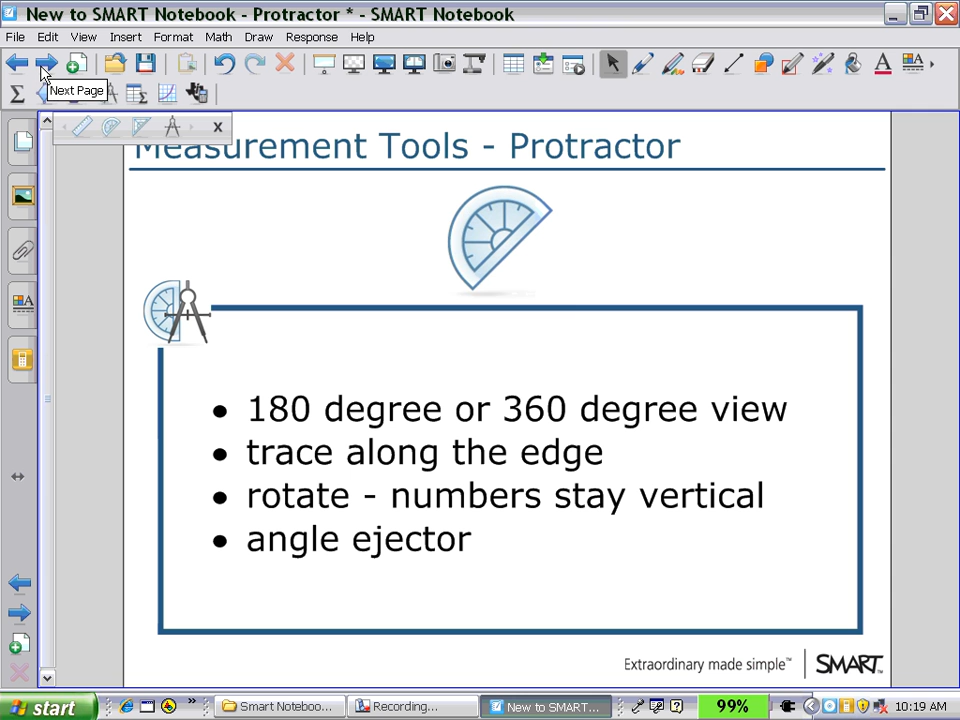 New to SMART Notebook - Protractor * - SMART Notebook
File Edit View Insert Format Math Draw Response Help
Next Page
Measurement Tools - Protractor
• 180 degree or 360 degree view
• trace along the edge
• rotate - numbers stay vertical
• angle ejector
Extraordinary made simple™ SMART
start Smart Noteboo... Recording... New to SMART... 99% 10:19 AM